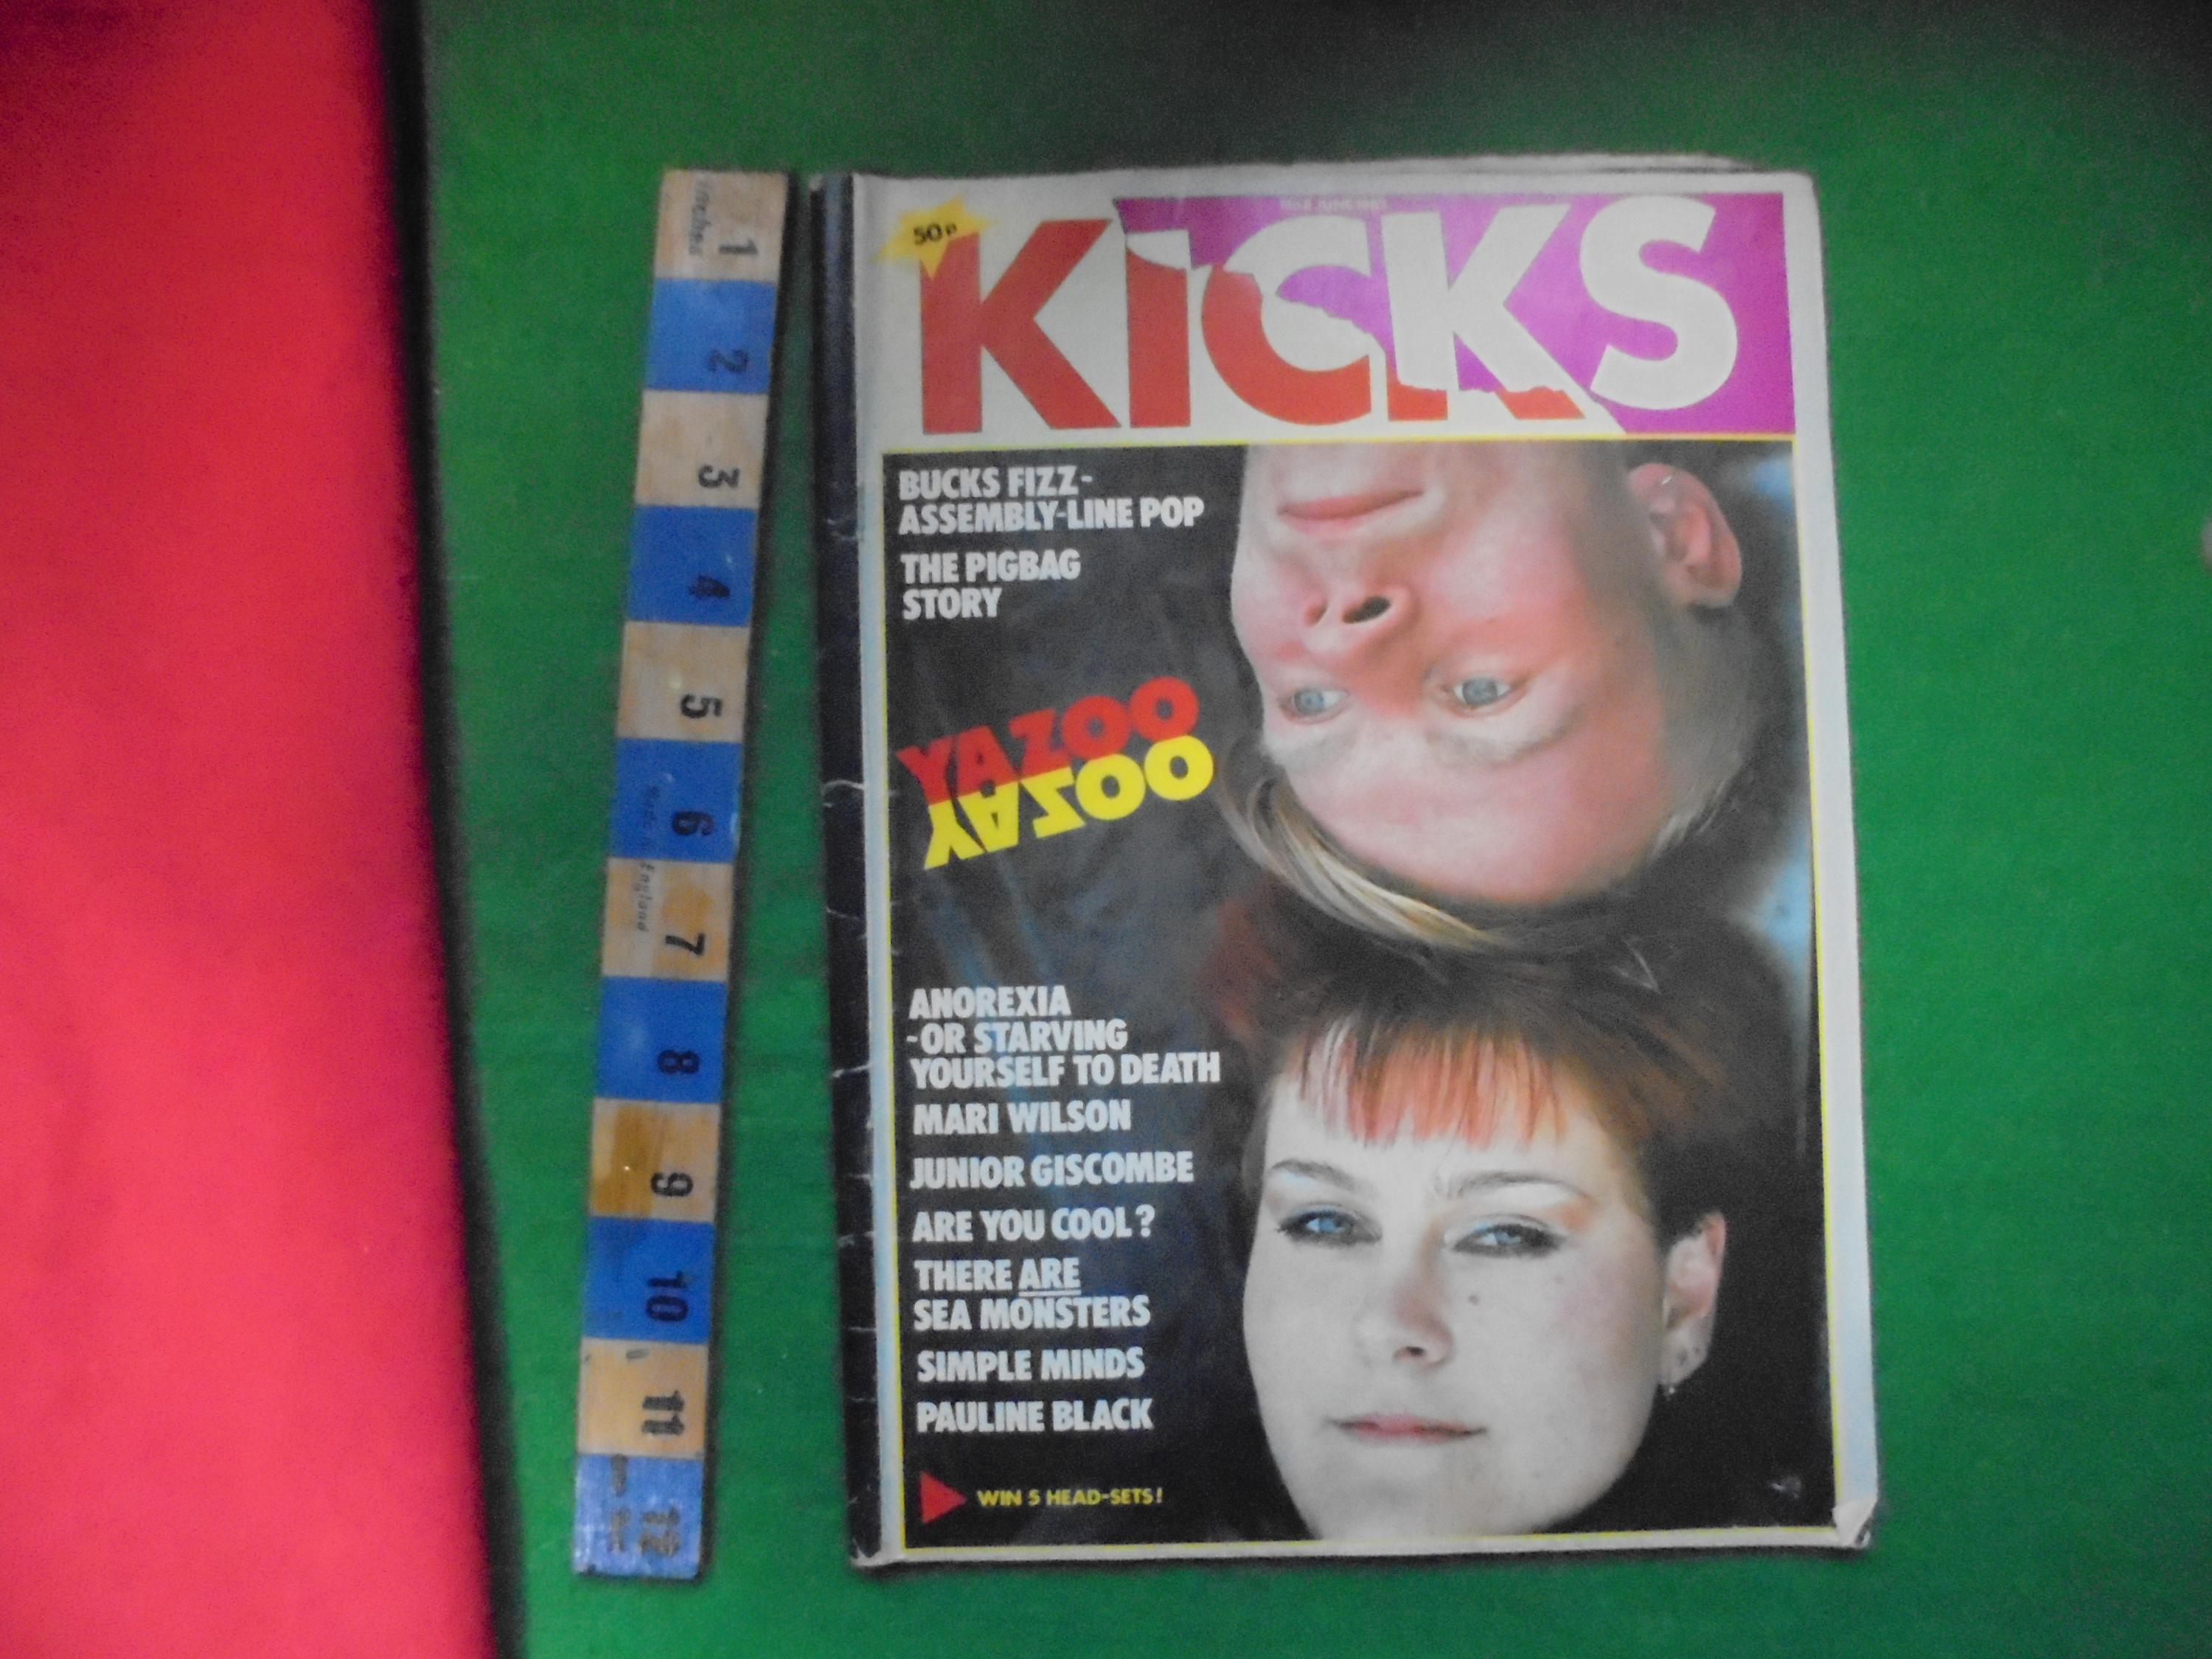 inches
1
2
3
4
5
6
7
England
8
9
10
11
12
50p
KICKS
BUCKS FIZZ-
ASSEMBLY-LINE POP
THE PIGBAG
STORY
YAZOO
YAZOO
ANOREXIA
-OR STARVING
YOURSELF TO DEATH
MARI WILSON
JUNIOR GISCOMBE
ARE YOU COOL?
THERE ARE
SEA MONSTERS
SIMPLE MINDS
PAULINE BLACK
WIN 5 HEAD-SETS!